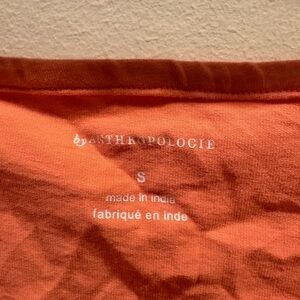 by ANTHROPOLOGIE
S
made in india
fabriqué en inde